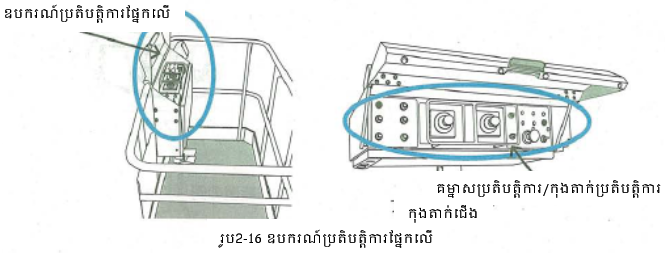 ឧបករណ៍ប្រតិបត្តិការផ្នែកលើ
គម្នាសប្រតិបត្តិការ/កុងតាក់ប្រតិបត្តិការ
កុងតាក់ជើង
រូប2-16 ឧបករណ៍ប្រតិបត្តិការផ្នែកលើ